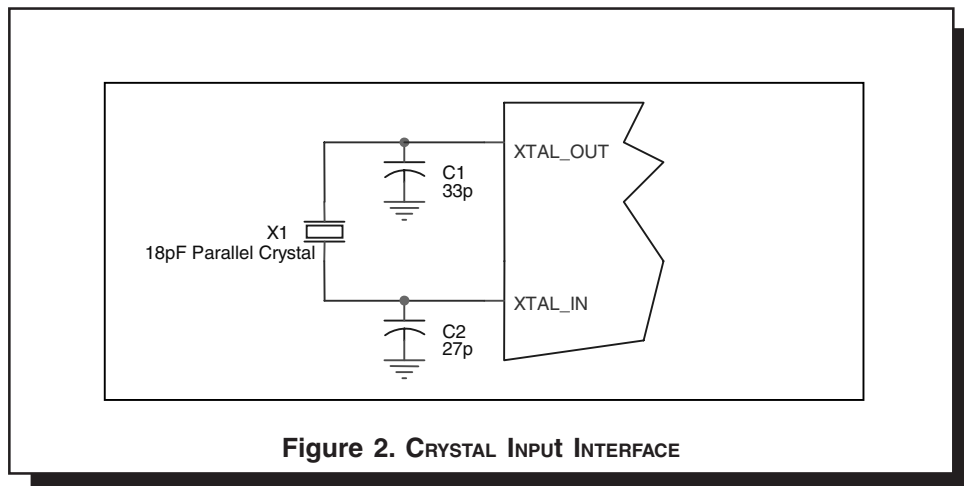 XTAL_OUT
C1
33p
X1
18pF Parallel Crystal
XTAL_IN
C2
27p
Figure 2. CRYSTAL INPUt INTERFACE